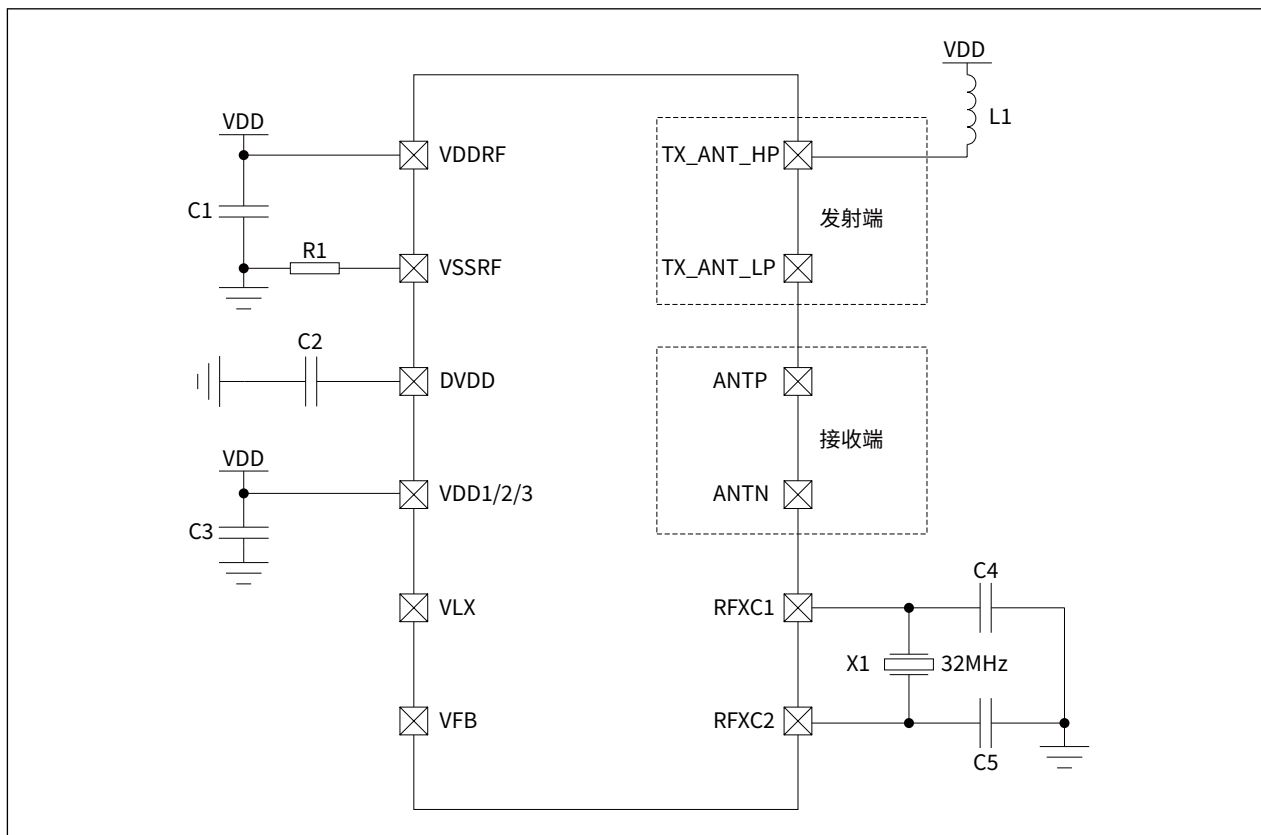 VDD
L1
VDD
VDDRF
TX_ANT_HP
C1
发射端
R1
VSSRF
TX_ANT_LP
C2
DVDD
ANTP
接收端
VDD
VDD1/2/3
ANTN
C3
C4
VLX
RFXC1
X1
32MHz
VFB
RFXC2
C5